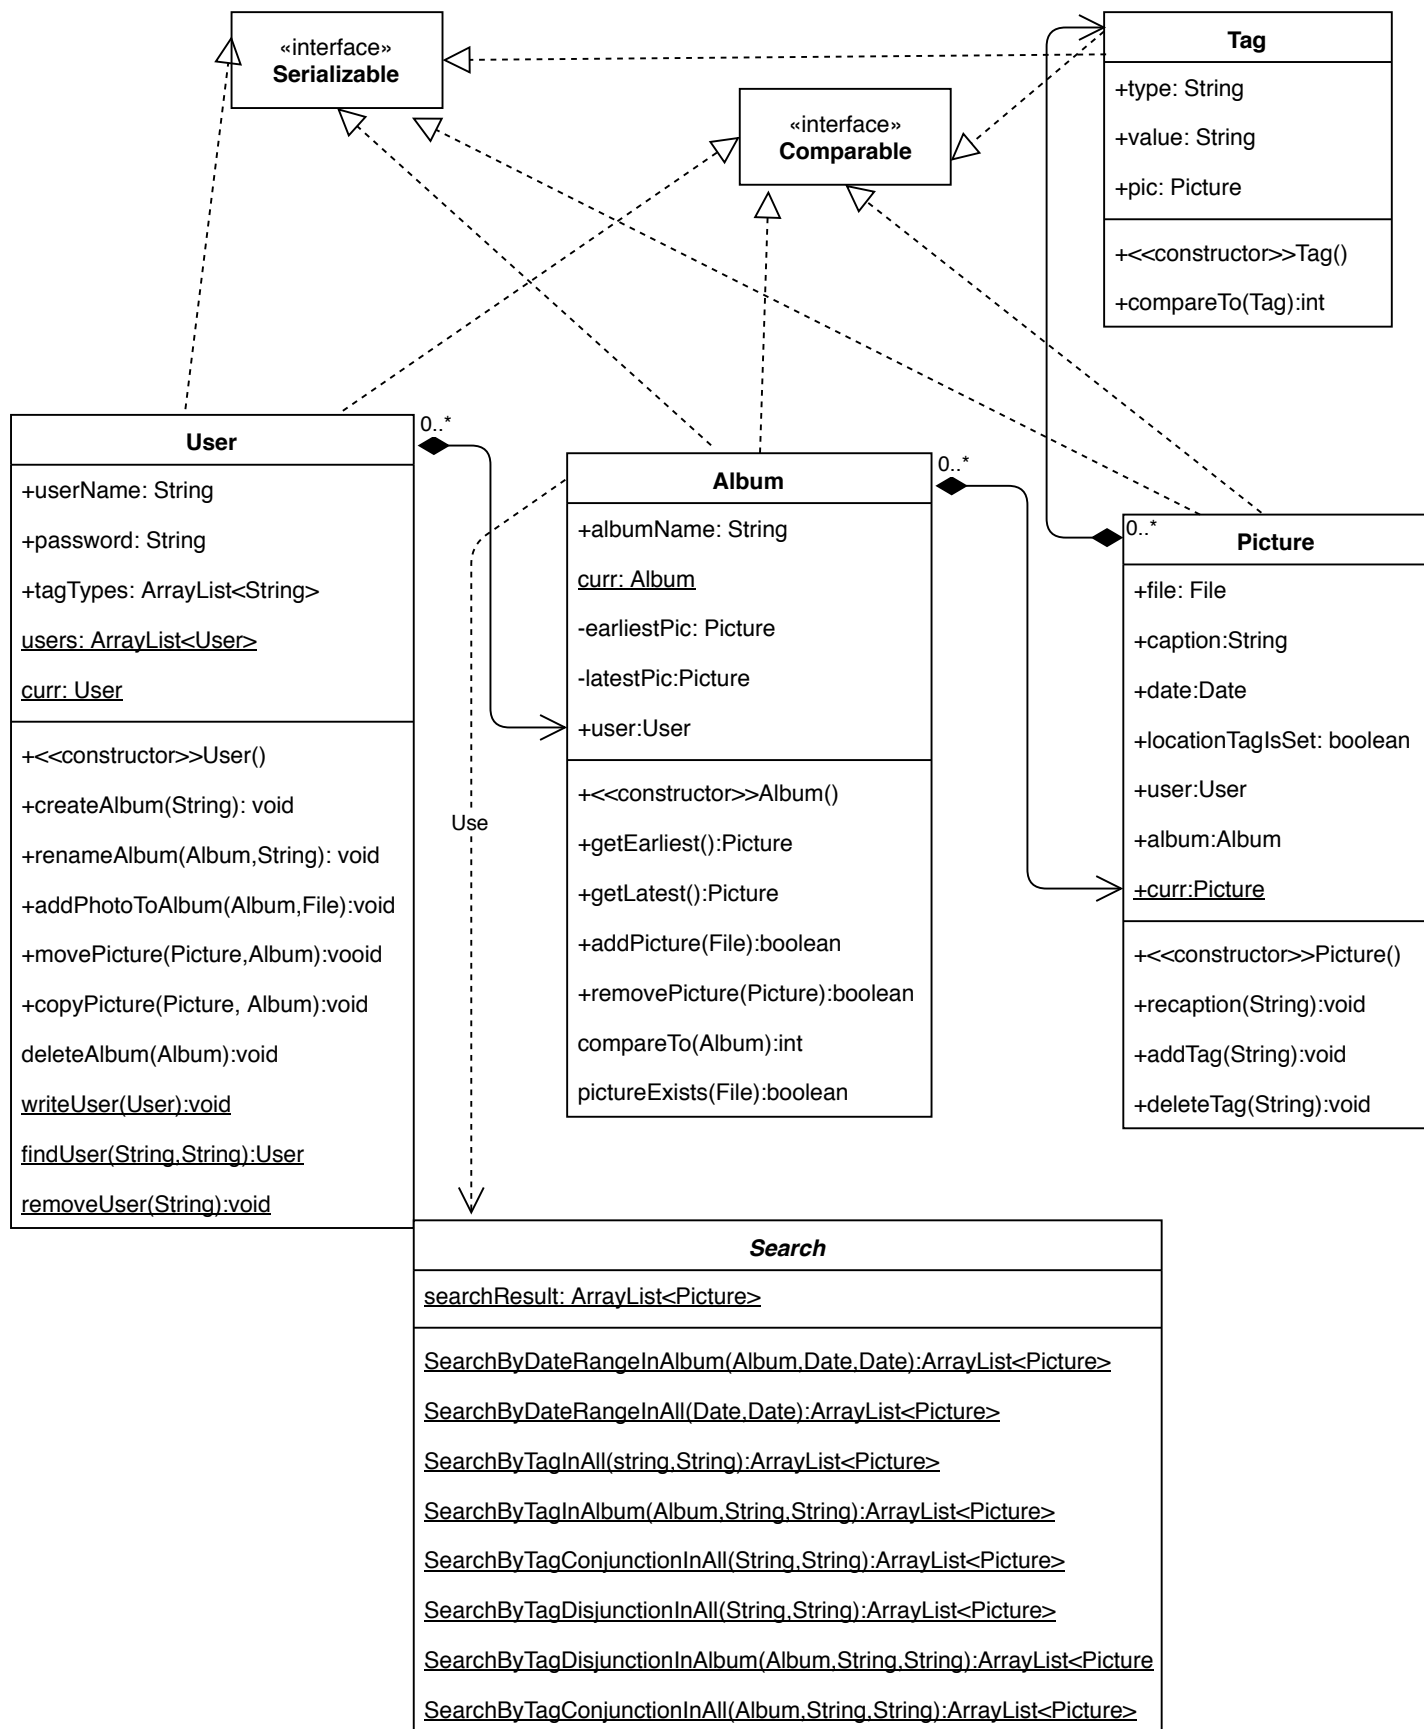 «interface»
Serializable
«interface»
Comparable
Tag
+type: String
+value: String
+pic: Picture
+<<constructor>>Tag()
+compareTo(Tag):int
User
+userName: String
+password: String
+tagTypes: ArrayList<String>
users: ArrayList<User>
curr: User
+<<constructor>>User()
+createAlbum(String): void
+renameAlbum(Album,String): void
+addPhotoToAlbum(Album,File):void
+movePicture(Picture,Album):vooid
+copyPicture(Picture, Album):void
deleteAlbum(Album):void
writeUser(User):void
findUser(String,String):User
removeUser(String):void
0..*
Use
Album
+albumName: String
curr: Album
-earliestPic: Picture
-latestPic:Picture
+user:User
+<<constructor>>Album()
+getEarliest():Picture
+getLatest():Picture
+addPicture(File):boolean
+removePicture(Picture):boolean
compareTo(Album):int
pictureExists(File):boolean
0..*
0..*
Picture
+file: File
+caption:String
+date:Date
+locationTagIsSet: boolean
+user:User
+album:Album
+curr:Picture
+<<constructor>>Picture()
+recaption(String):void
+addTag(String):void
+deleteTag(String):void
Search
searchResult: ArrayList<Picture>
SearchByDateRangeInAlbum(Album,Date,Date):ArrayList<Picture>
SearchByDateRangeInAll(Date,Date):ArrayList<Picture>
SearchByTagInAll(string,String):ArrayList<Picture>
SearchByTagInAlbum(Album,String,String):ArrayList<Picture>
SearchByTagConjunctionInAll(String,String):ArrayList<Picture>
SearchByTagDisjunctionInAll(String,String):ArrayList<Picture>
SearchByTagDisjunctionInAlbum(Album,String,String):ArrayList<Picture
SearchByTagConjunctionInAll(Album,String,String):ArrayList<Picture>